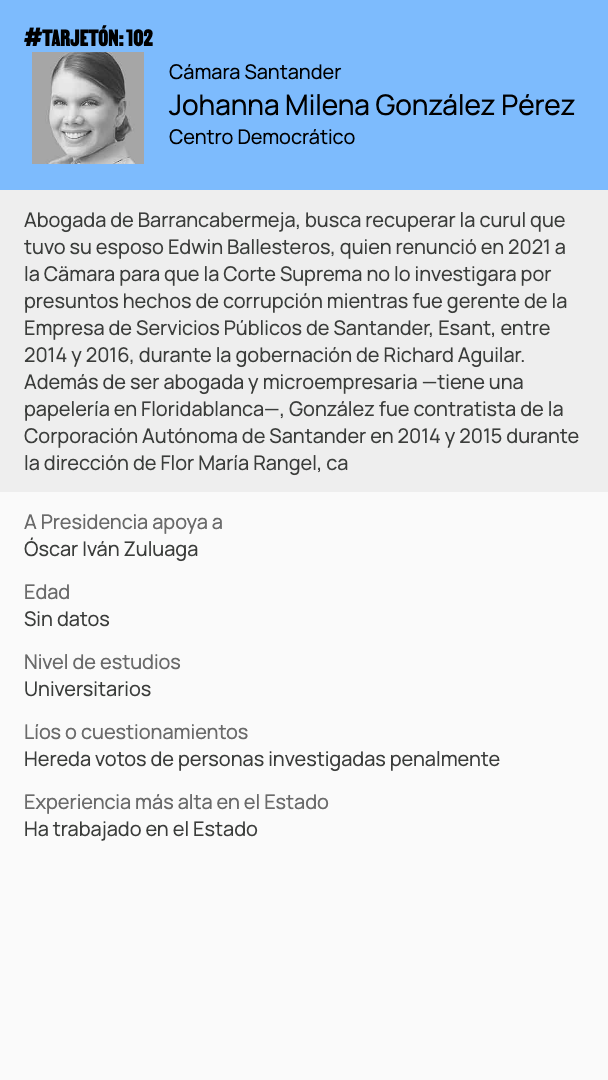 #TARJETÓN: 102
Cámara Santander
Johanna Milena González Pérez
Centro Democrático
Abogada de Barrancabermeja, busca recuperar la curul que
tuvo su esposo Edwin Ballesteros, quien renunció en 2021 a
la Cämara para que la Corte Suprema no lo investigara por
presuntos hechos de corrupción mientras fue gerente de la
Empresa de Servicios Públicos de Santander, Esant, entre
2014 y 2016, durante la gobernación de Richard Aguilar.
Además de ser abogada y microempresaria —tiene una
papelería en Floridablanca—, González fue contratista de la
Corporación Autónoma de Santander en 2014 y 2015 durante
la dirección de Flor María Rangel, ca
A Presidencia apoya a
Óscar Iván Zuluaga
Edad
Sin datos
Nivel de estudios
Universitarios
Líos o cuestionamientos
Hereda votos de personas investigadas penalmente
Experiencia más alta en el Estado
Ha trabajado en el Estado